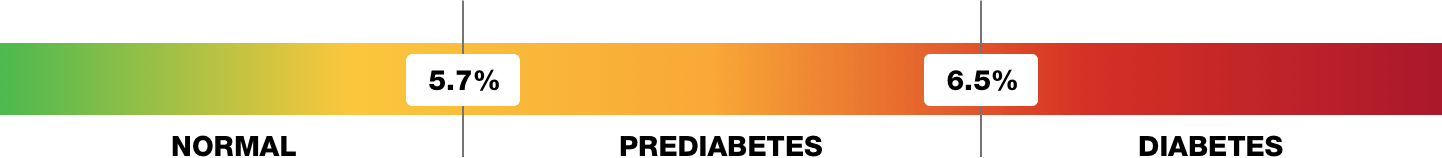 5.7% 6.5%
NORMAL PREDIABETES DIABETES